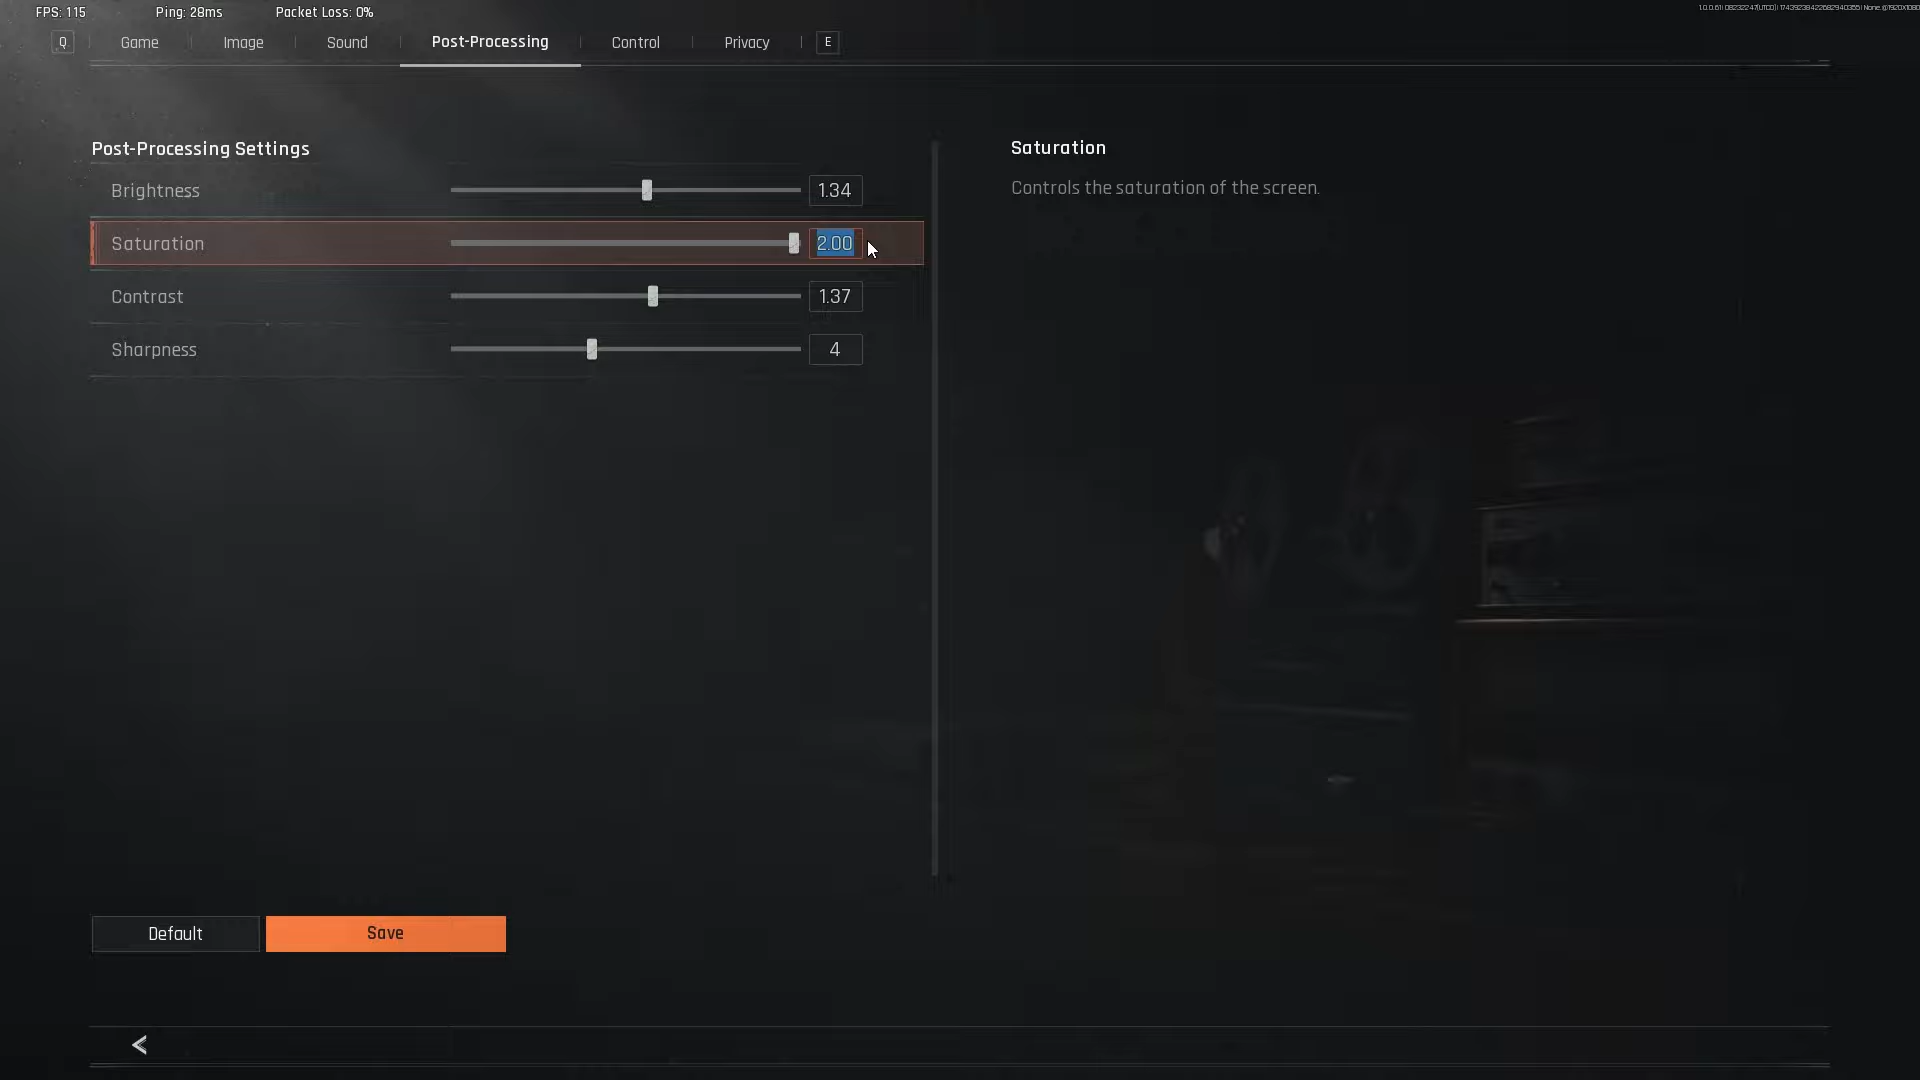 FPS: 115 Ping: 28ms Packet Loss: 0%
Q Game Image Sound Post-Processing Control Privacy E
Post-Processing Settings
Brightness 1.34
Saturation 2.00
Contrast 1.37
Sharpness 4
Saturation
Controls the saturation of the screen.
Default Save